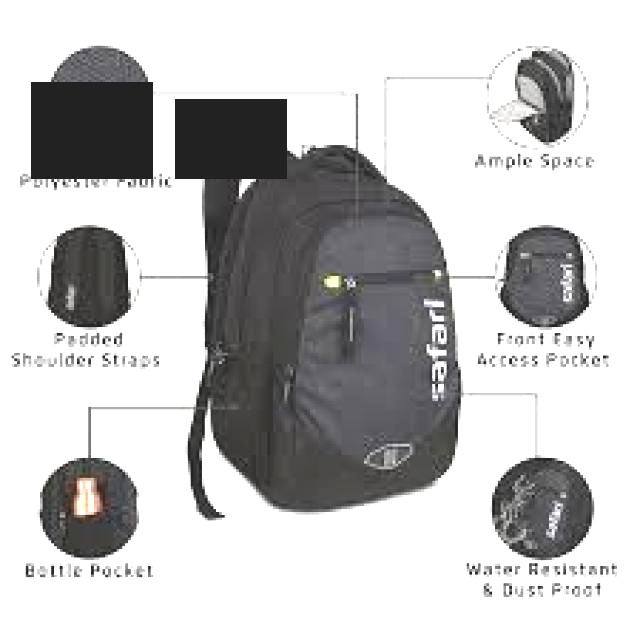 Ample Space
Polyester Fabric
Padded
Shoulder Straps
safari
Front Easy
Access Pocket
Bottle Pocket
Water Resistant
& Dust Proof